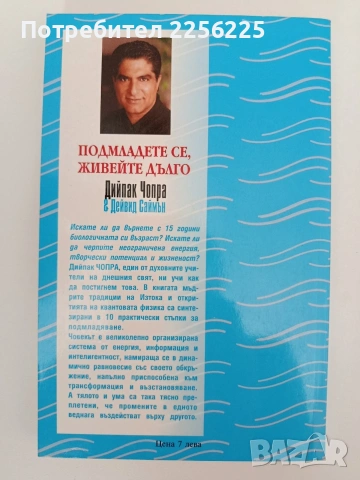 Потребител 2256225
ПОДМЛАДЕТЕ СЕ,
ЖИВЕЙТЕ ДЪЛГО
Дийпак Чопра
с Дейвид Саймън
Искате ли да върнете с 15 години
биологичната си възраст? Искате ли
да черпите неограничена енергия,
творчески потенциал и жизненост?
Дийпак ЧОПРА, един от духовните учи-
тели на днешния свят, ни учи как
да постигнем това. В книгата мъд-
рите традиции на Изтока и откри-
тията на квантовата физика са синте-
зирани в 10 практически стъпка за
подмладяване.
Човекът е великолепно организирана
система от енергия, информация и
интелигентност, намираща се в дина-
мично равновесие със своето обкръ-
жение, напълно приспособена към
трансформация и възстановяване.
А тялото и ума са така тясно пре-
плетени, че промените в едното
веднага въздействат върху другото.
Цена 7 лева
BAZAR